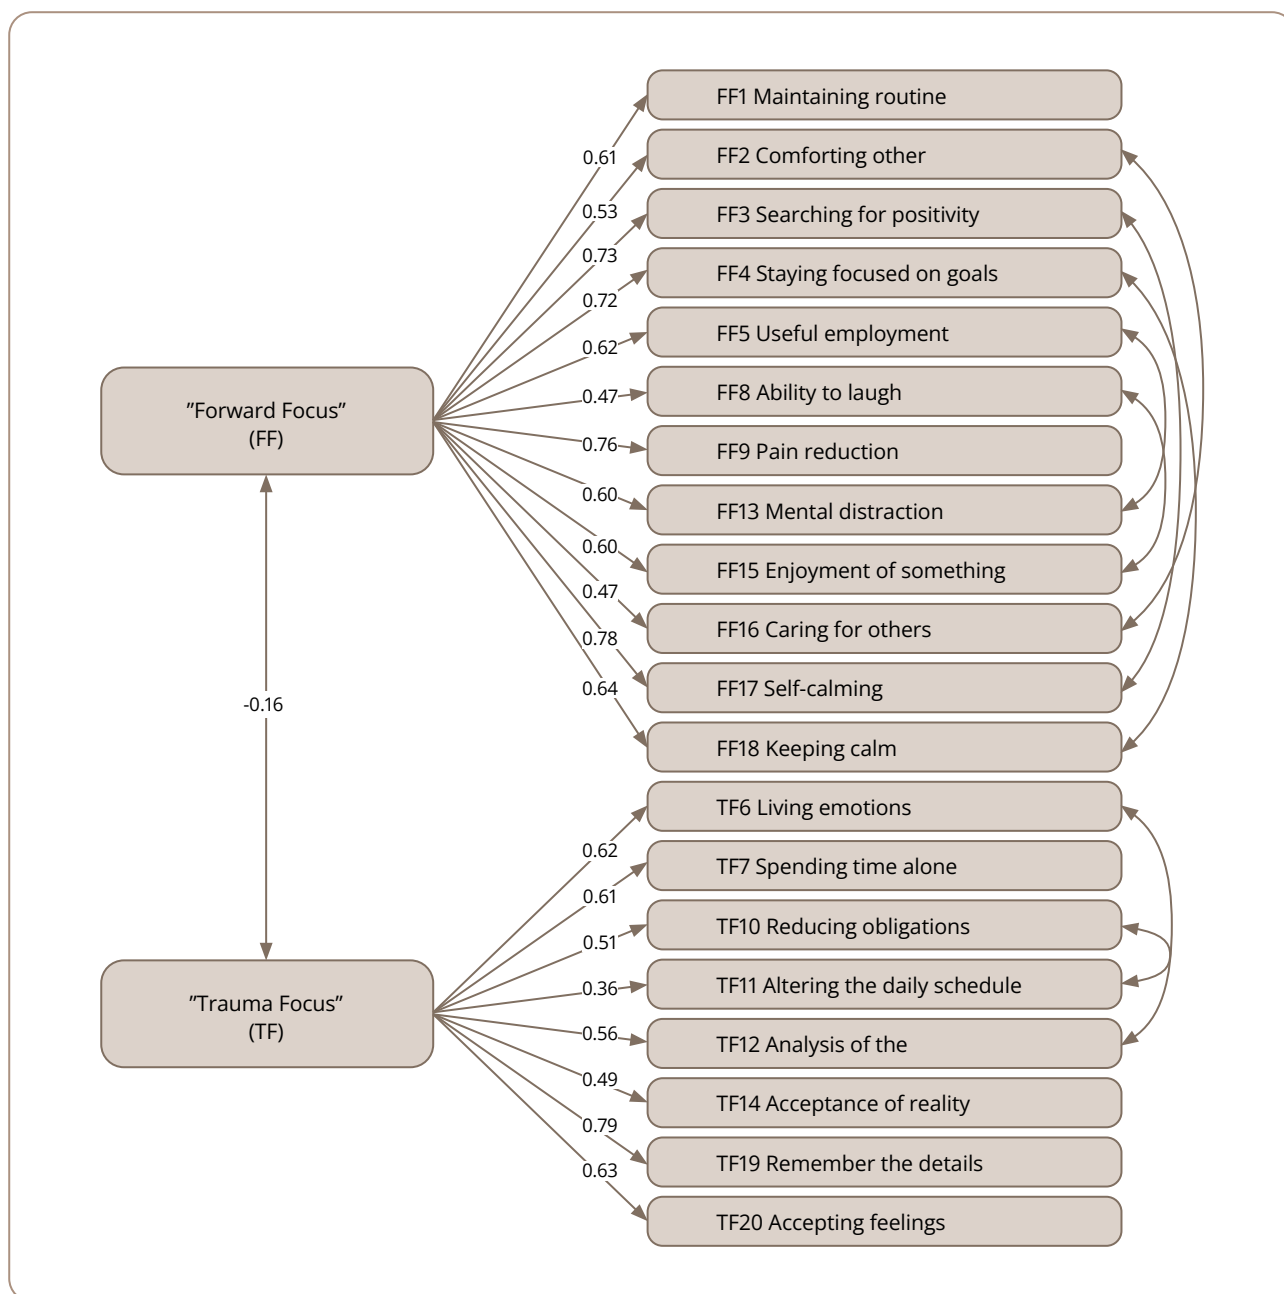 FF1 Maintaining routine
0.61
FF2 Comforting other
0.53
FF3 Searching for positivity
0.73
FF4 Staying focused on goals
0.72
FF5 Useful employment
0.62
FF8 Ability to laugh
0.47
”Forward Focus”
(FF)
FF9 Pain reduction
0.76
FF13 Mental distraction
0.60
FF15 Enjoyment of something
0.60
FF16 Caring for others
0.47
FF17 Self-calming
0.78
FF18 Keeping calm
0.64
-0.16
TF6 Living emotions
0.62
TF7 Spending time alone
0.61
TF10 Reducing obligations
0.51
TF11 Altering the daily schedule
0.36
”Trauma Focus”
(TF)
TF12 Analysis of the
0.56
TF14 Acceptance of reality
0.49
TF19 Remember the details
0.79
TF20 Accepting feelings
0.63